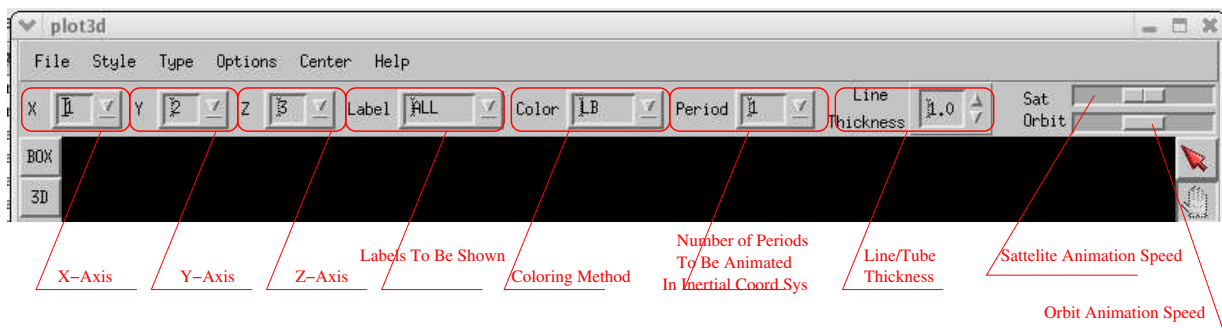 plot3d
File Style Type Options Center Help
X 1 Y 2 Z 3 Label ALL Color LB Period 1 Line Thickness 1.0 Sat
Orbit
BOX
3D
X-Axis
Y-Axis
Z-Axis
Labels To Be Shown
Coloring Method
Number of Periods
To Be Animated
In Inertial Coord Sys
Line/Tube
Thickness
Sattelite Animation Speed
Orbit Animation Speed